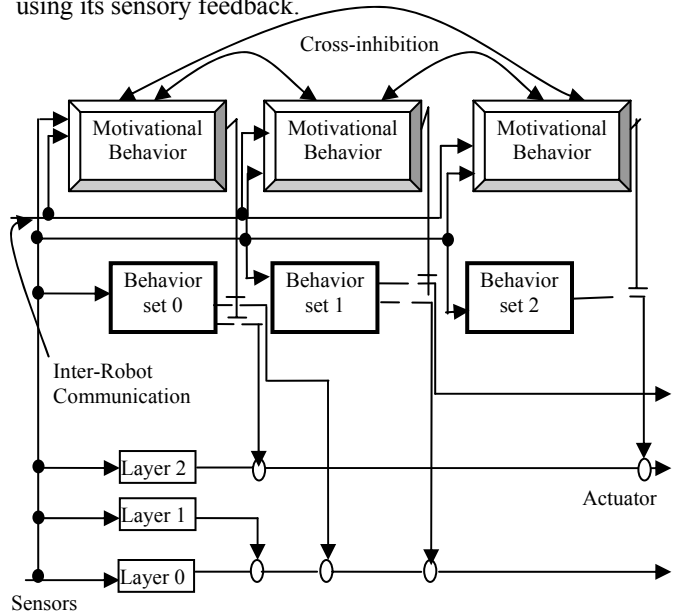 using its sensory feedback.
Cross-inhibition
Motivational
Behavior
Motivational
Behavior
Motivational
Behavior
Behavior
set 0
Behavior
set 1
Behavior
set 2
Inter-Robot
Communication
Layer 2
Actuator
Layer 1
Layer 0
Sensors